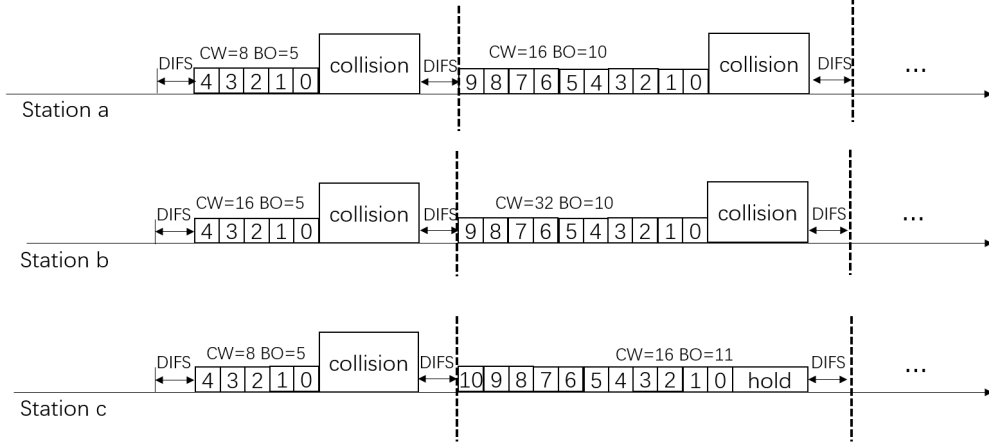 CW=8 BO=5
CW=16 BO=10
DIFS
collision
DIFS
collision
DIFS
...
4 3 2 1 0
9 8 7 6 5 4 3 2 1 0
Station a
CW=16 BO=5
CW=32 BO=10
DIFS
collision
DIFS
collision
DIFS
...
4 3 2 1 0
9 8 7 6 5 4 3 2 1 0
Station b
CW=8 BO=5
CW=16 BO=11
DIFS
collision
DIFS
DIFS
...
4 3 2 1 0
10 9 8 7 6 5 4 3 2 1 0 hold
Station c